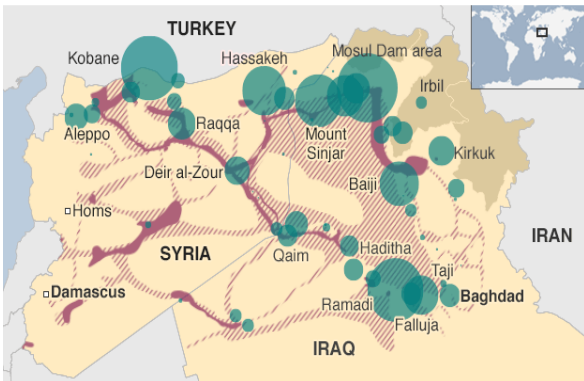 TURKEY
Kobane
Hassakeh
Mosul Dam area
Irbil
Aleppo
Raqqa
Mount
Sinjar
Kirkuk
Deir al-Zour
Baiji
Homs
SYRIA
Qaim
Haditha
IRAN
Taji
Damascus
Ramadi
Baghdad
Falluja
IRAQ